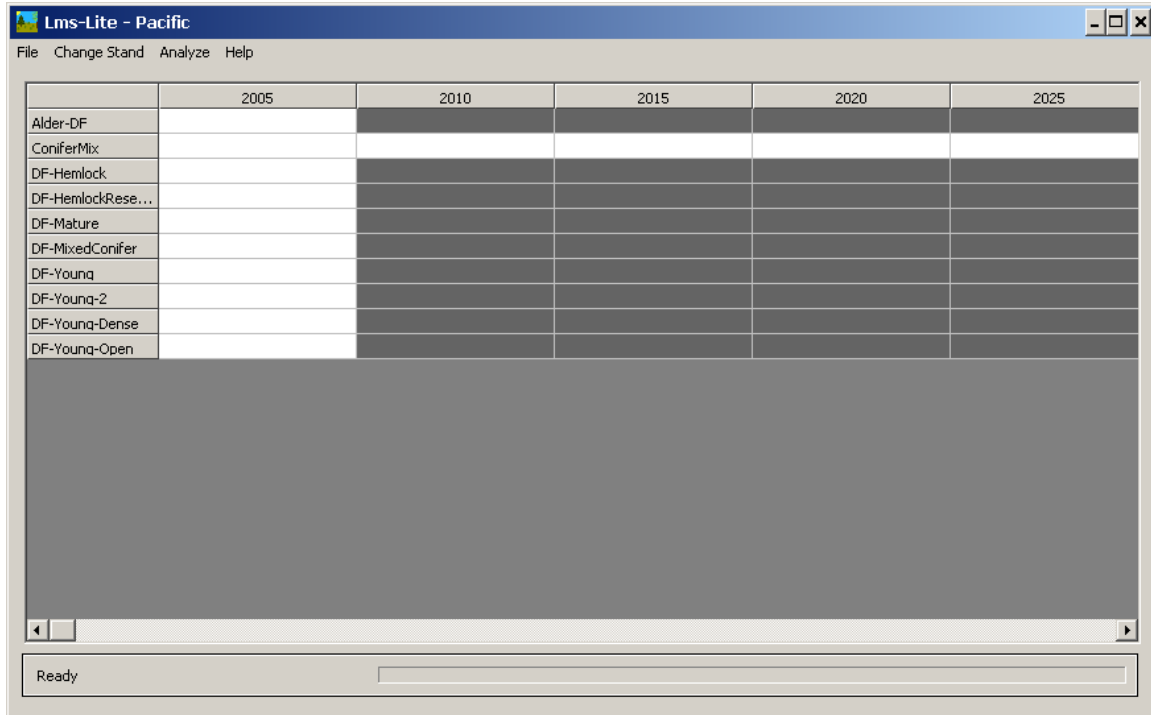 Lms-Lite - Pacific
File Change Stand Analyze Help
2005 2010 2015 2020 2025
Alder-DF
ConiferMix
DF-Hemlock
DF-HemlockRese...
DF-Mature
DF-MixedConifer
DF-Young
DF-Young-2
DF-Young-Dense
DF-Young-Open
Ready